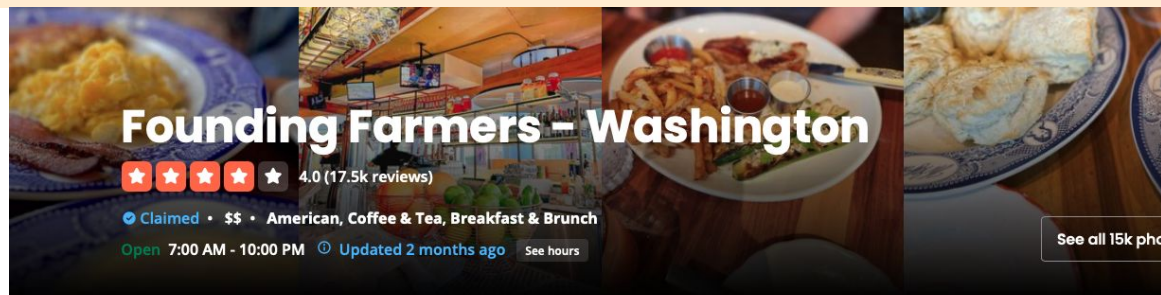 Founding Farmers - Washington
4.0 (17.5k reviews)
Claimed • $$ • American, Coffee & Tea, Breakfast & Brunch
Open 7:00 AM - 10:00 PM Updated 2 months ago See hours
See all 15k pho